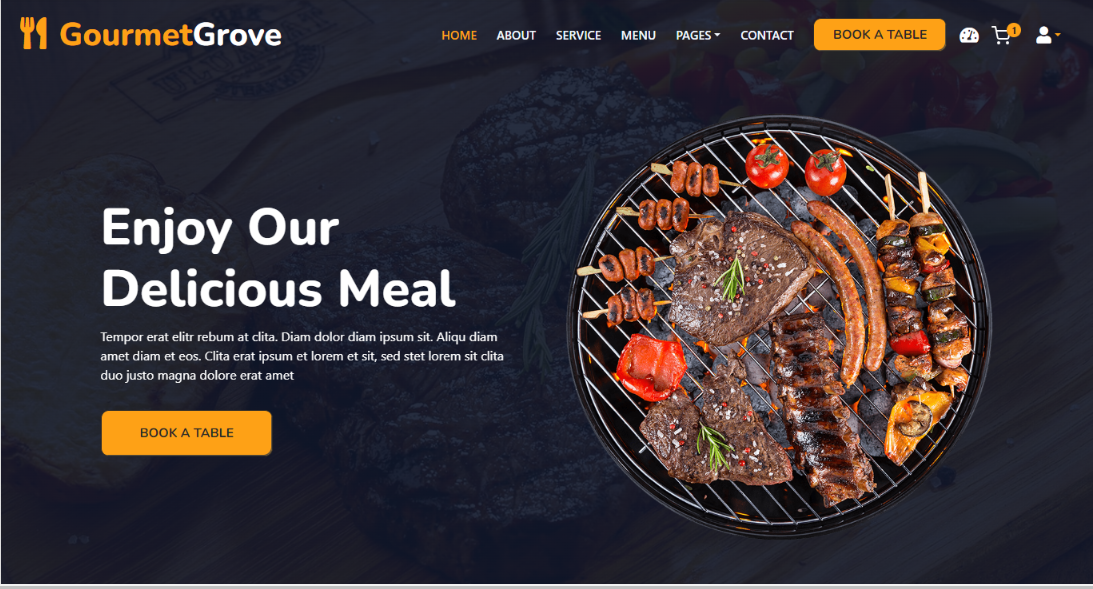 GourmetGrove
HOME ABOUT SERVICE MENU PAGES CONTACT BOOK A TABLE 1
Enjoy Our
Delicious Meal
Tempor erat elitr rebum at clita. Diam dolor diam ipsum sit. Aliqu diam
amet diam et eos. Clita erat ipsum et lorem et sit, sed stet lorem sit clita
duo justo magna dolore erat amet
BOOK A TABLE